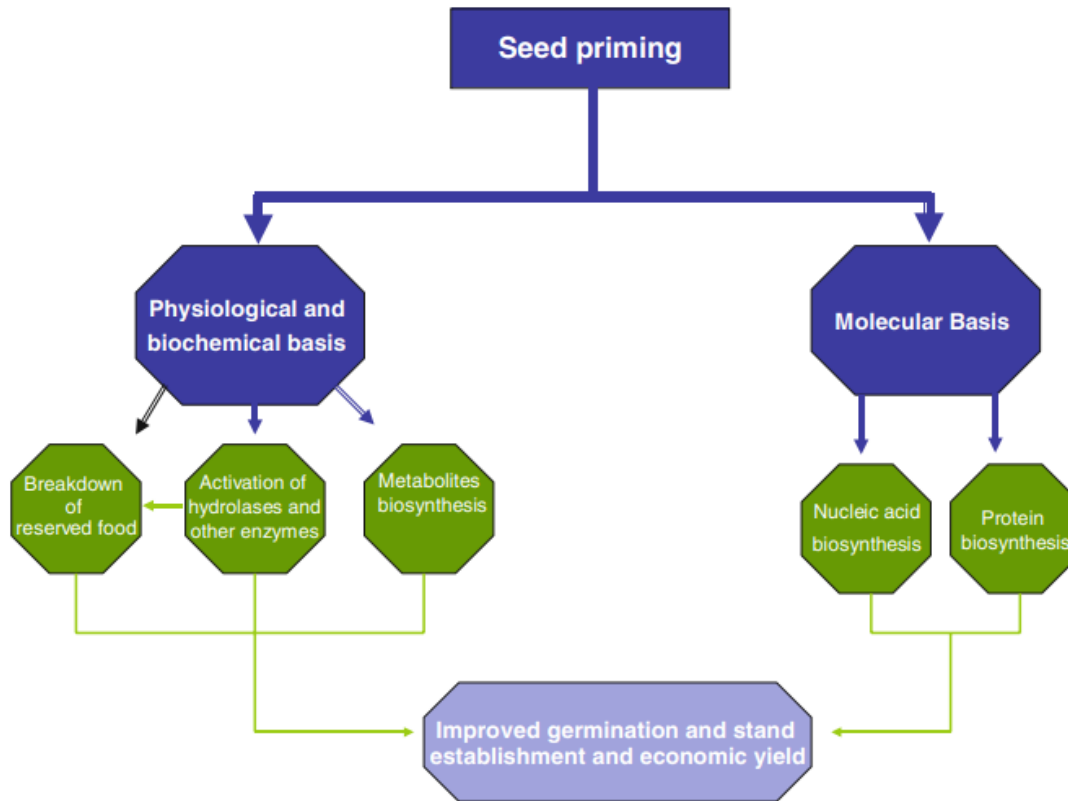 Seed priming
Physiological and
biochemical basis
Molecular Basis
Breakdown
of
reserved food
Activation of
hydrolases and
other enzymes
Metabolites
biosynthesis
Nucleic acid
biosynthesis
Protein
biosynthesis
Improved germination and stand
establishment and economic yield